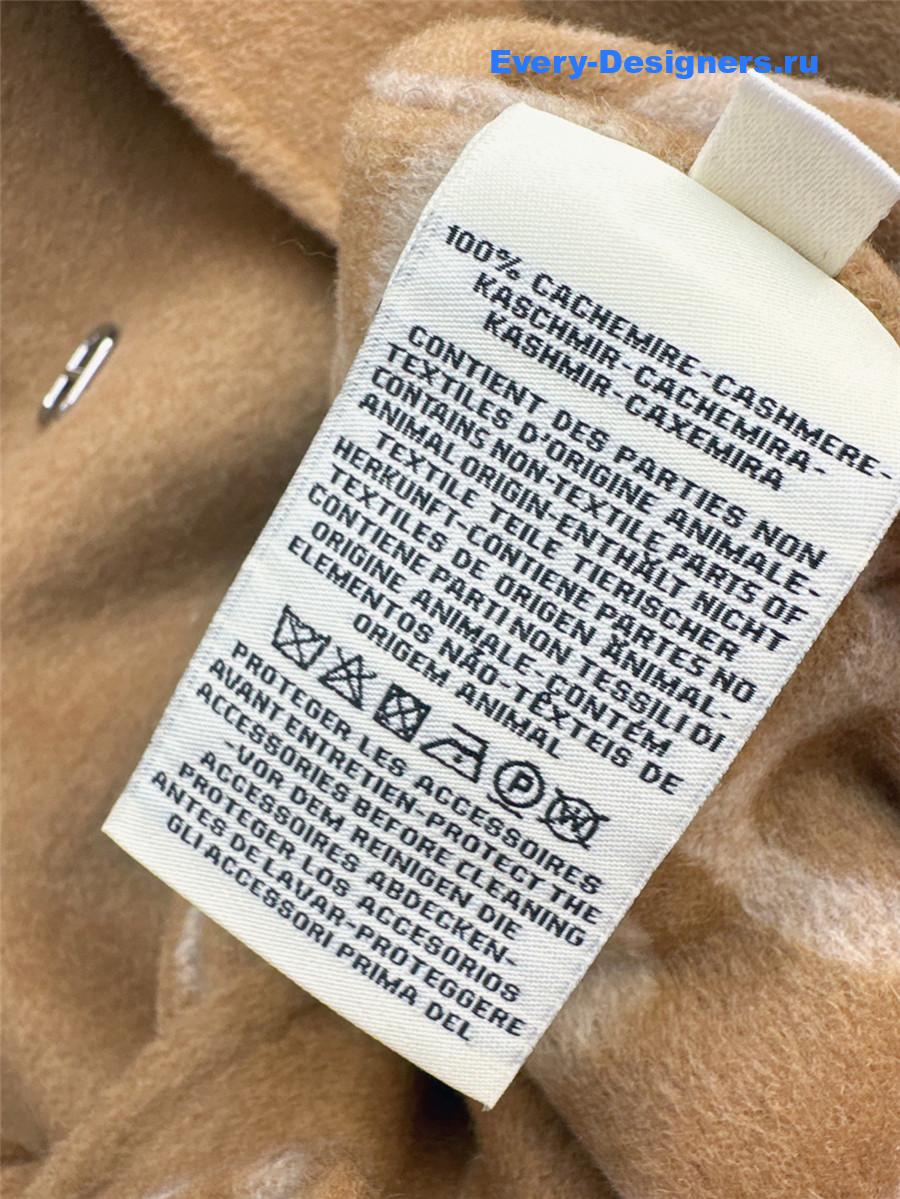 Every-Designers.ru
100% CACHEMIRE-CASHMERE-
KASCHMIR-CACHEMIRA-
KASHMIR-CAXEMIRA
CONTIENT DES PARTIES NON
TEXTILES D'ORIGINE ANIMALE-
CONTAINS NON-TEXTILE PARTS OF
ANIMAL ORIGIN-ENTHÄLT NICHT
TEXTILE TEILE TIERISCHER
HERKUNFT-CONTIENE PARTES NO
TEXTILES DE ORIGEN ANIMAL-
CONTIENE PARTI NON TESSILI DI
ORIGINE ANIMALE-CONTÉM
ELEMENTOS NÃO-TÊXTEIS DE
ORIGEM ANIMAL
P W
PROTEGER LES ACCESSOIRES
AVANT ENTRETIEN-PROTECT THE
ACCESSORIES BEFORE CLEANING
-VOR DEM REINIGEN DIE
ACCESSOIRES ABDECKEN-
PROTEGER LOS ACCESORIOS
ANTES DE LAVAR-PROTEGGERE
GLI ACCESSORI PRIMA DEL